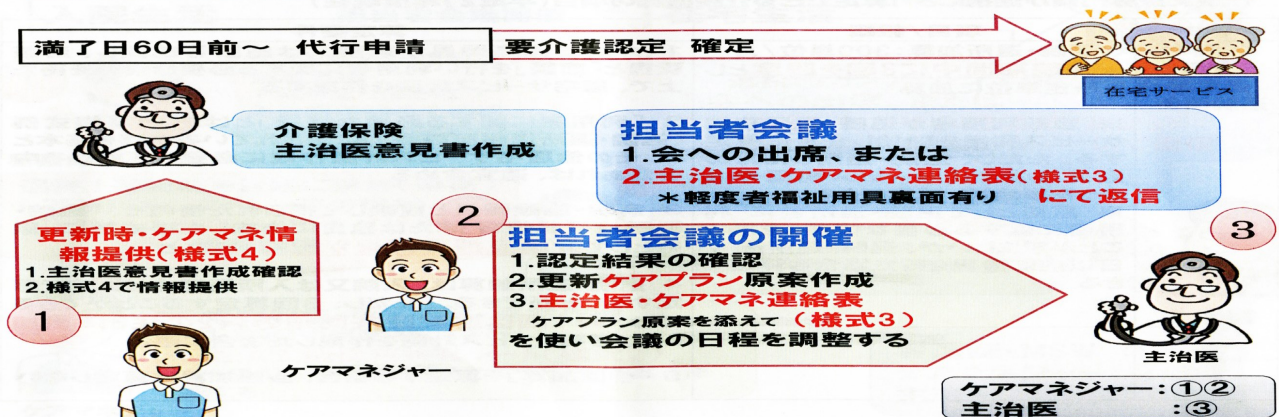 満了日60日前～ 代行申請
要介護認定 確定
在宅サービス
介護保険
主治医意見書作成
担当者会議
1.会への出席、または
2.主治医・ケアマネ連絡表(様式3)
＊軽度者福祉用具裏面有り にて返信
更新時・ケアマネ情
報提供(様式4)
1.主治医意見書作成確認
2.様式4で情報提供
1
ケアマネジャー
2
担当者会議の開催
1.認定結果の確認
2.更新ケアプラン原案作成
3.主治医・ケアマネ連絡表
ケアプラン原案を添えて(様式3)
を使い会議の日程を調整する
3
主治医
ケアマネジャー：①②
主治医 ：③